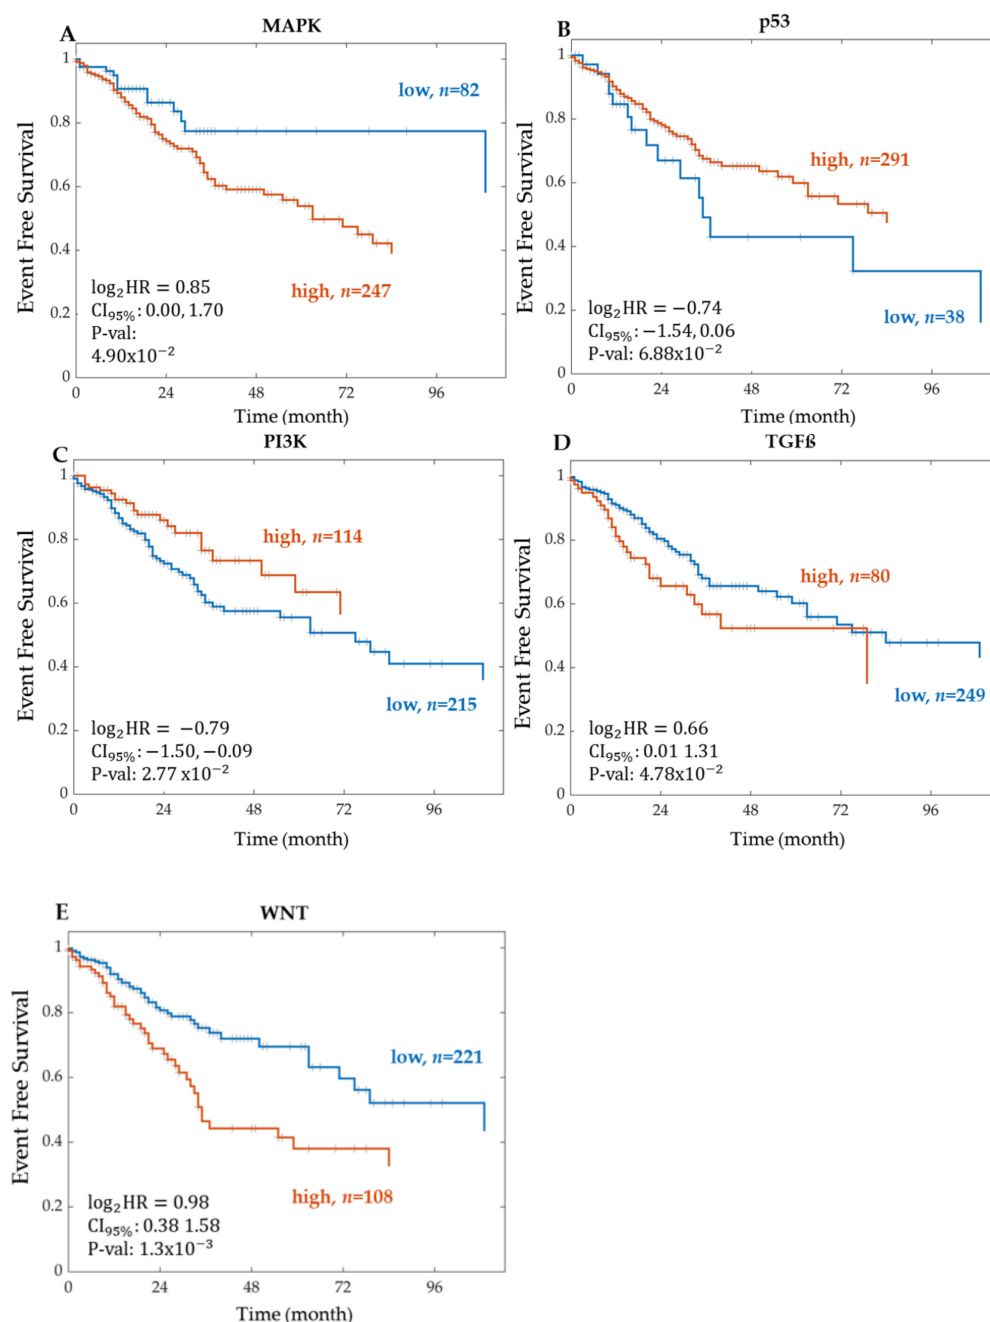 A
MAPK
Event Free Survival
1
0.8
0.6
0.4
0.2
0
low, n=82
high, n=247
log₂HR = 0.85
CI₉₅%: 0.00, 1.70
P-val:
4.90x10⁻²
0 24 48 72 96
Time (month)
B
p53
Event Free Survival
1
0.8
0.6
0.4
0.2
0
high, n=291
low, n=38
log₂HR = −0.74
CI₉₅%: −1.54, 0.06
P-val: 6.88x10⁻²
0 24 48 72 96
Time (month)
C
PI3K
Event Free Survival
1
0.8
0.6
0.4
0.2
0
high, n=114
low, n=215
log₂HR = −0.79
CI₉₅%: −1.50, −0.09
P-val: 2.77 x10⁻²
0 24 48 72 96
Time (month)
D
TGFß
Event Free Survival
1
0.8
0.6
0.4
0.2
0
high, n=80
low, n=249
log₂HR = 0.66
CI₉₅%: 0.01 1.31
P-val: 4.78x10⁻²
0 24 48 72 96
Time (month)
E
WNT
Event Free Survival
1
0.8
0.6
0.4
0.2
0
low, n=221
high, n=108
log₂HR = 0.98
CI₉₅%: 0.38 1.58
P-val: 1.3x10⁻³
0 24 48 72 96
Time (month)